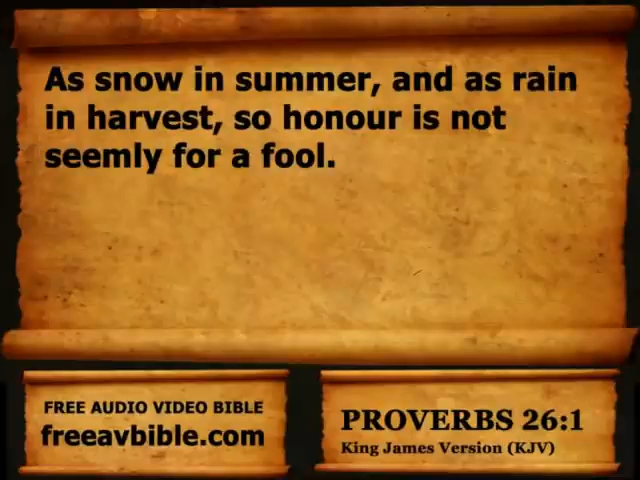 As snow in summer, and as rain
in harvest, so honour is not
seemly for a fool.
FREE AUDIO VIDEO BIBLE
freeavbible.com
PROVERBS 26:1
King James Version (KJV)